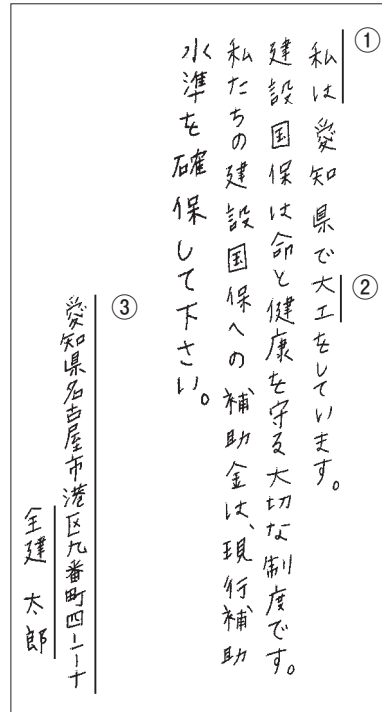 ①
私は愛知県で大工をしています。
②
建設国保は命と健康を守る大切な制度です。
私たちの建設国保への補助金は、現行補助
水準を確保して下さい。
③
愛知県名古屋市港区九番町四ー二ー十
全建 太郎